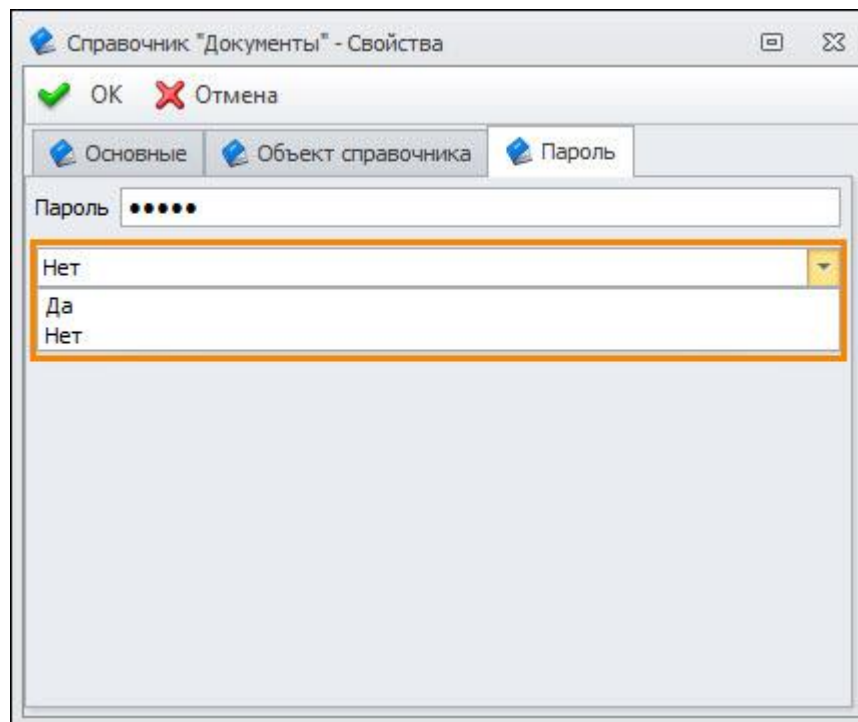 Справочник "Документы" - Свойства
OK Отмена
Основные Объект справочника Пароль
Пароль •••••
Нет
Да
Нет